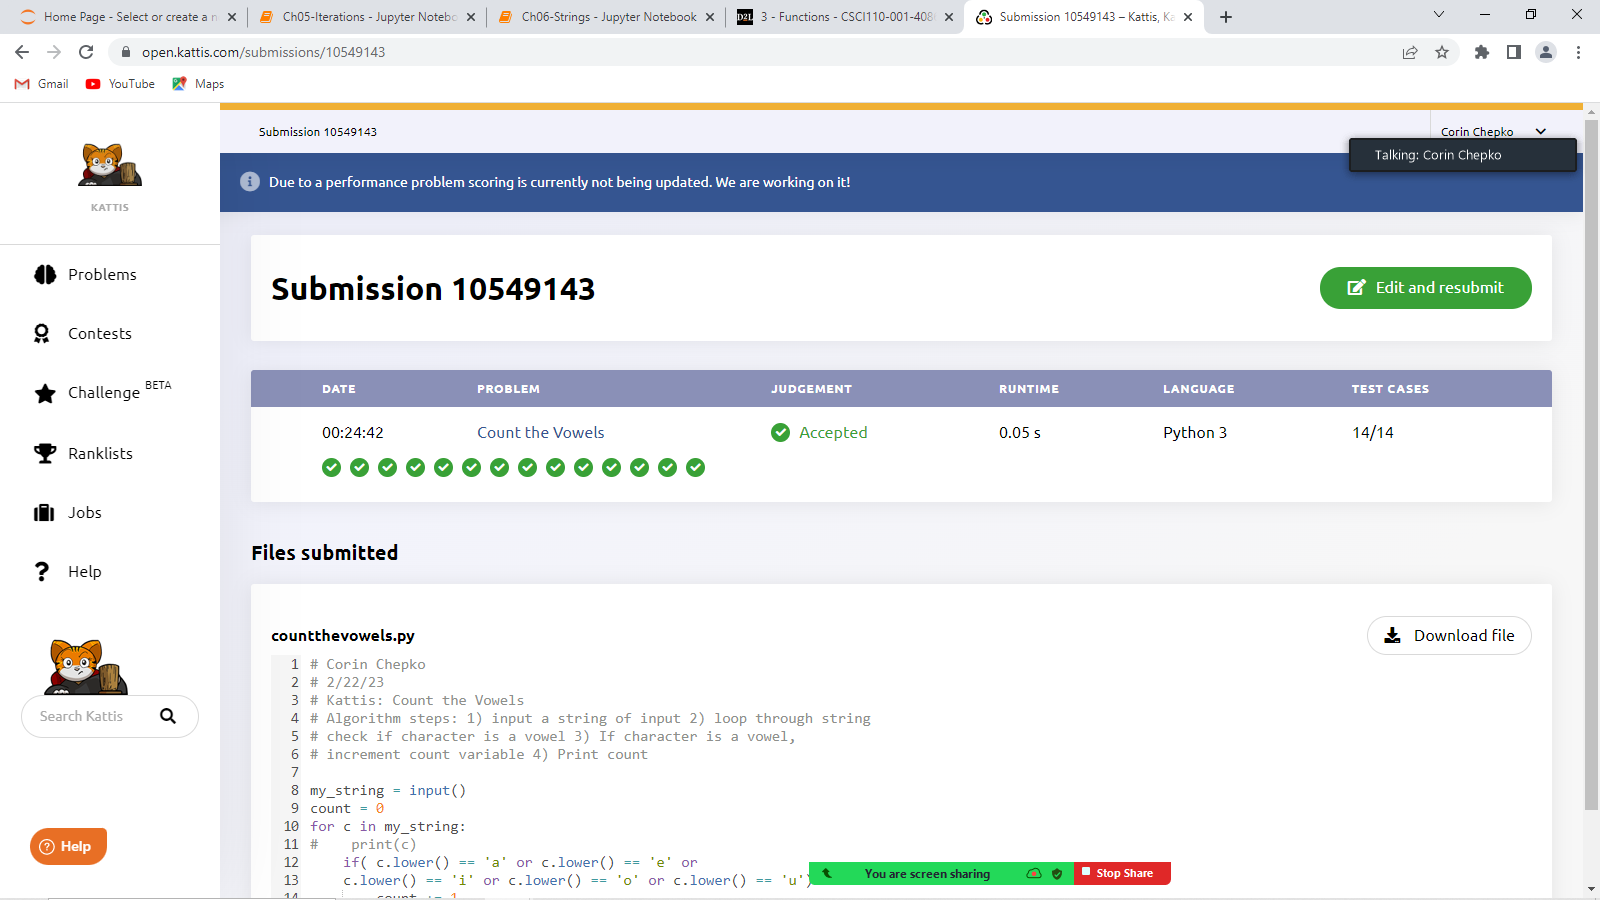 Home Page - Select or create a n
Ch05-Iterations - Jupyter Notebo
Ch06-Strings - Jupyter Notebook
D2L
3 - Functions - CSCI110-001-408
Submission 10549143 – Kattis, Ka
open.kattis.com/submissions/10549143
Gmail
YouTube
Maps
Submission 10549143
Corin Chepko
Talking: Corin Chepko
KATTIS
Due to a performance problem scoring is currently not being updated. We are working on it!
Problems
Contests
Challenge BETA
Ranklists
Jobs
Help
Search Kattis
Help
Submission 10549143
Edit and resubmit
DATE PROBLEM JUDGEMENT RUNTIME LANGUAGE TEST CASES
00:24:42 Count the Vowels Accepted 0.05 s Python 3 14/14
Files submitted
countthevowels.py
Download file
1 # Corin Chepko
2 # 2/22/23
3 # Kattis: Count the Vowels
4 # Algorithm steps: 1) input a string of input 2) loop through string
5 # check if character is a vowel 3) If character is a vowel,
6 # increment count variable 4) Print count
7
8 my_string = input()
9 count = 0
10 for c in my_string:
11 #    print(c)
12     if( c.lower() == 'a' or c.lower() == 'e' or
13     c.lower() == 'i' or c.lower() == 'o' or c.lower() == 'u')
14         count += 1
You are screen sharing
Stop Share